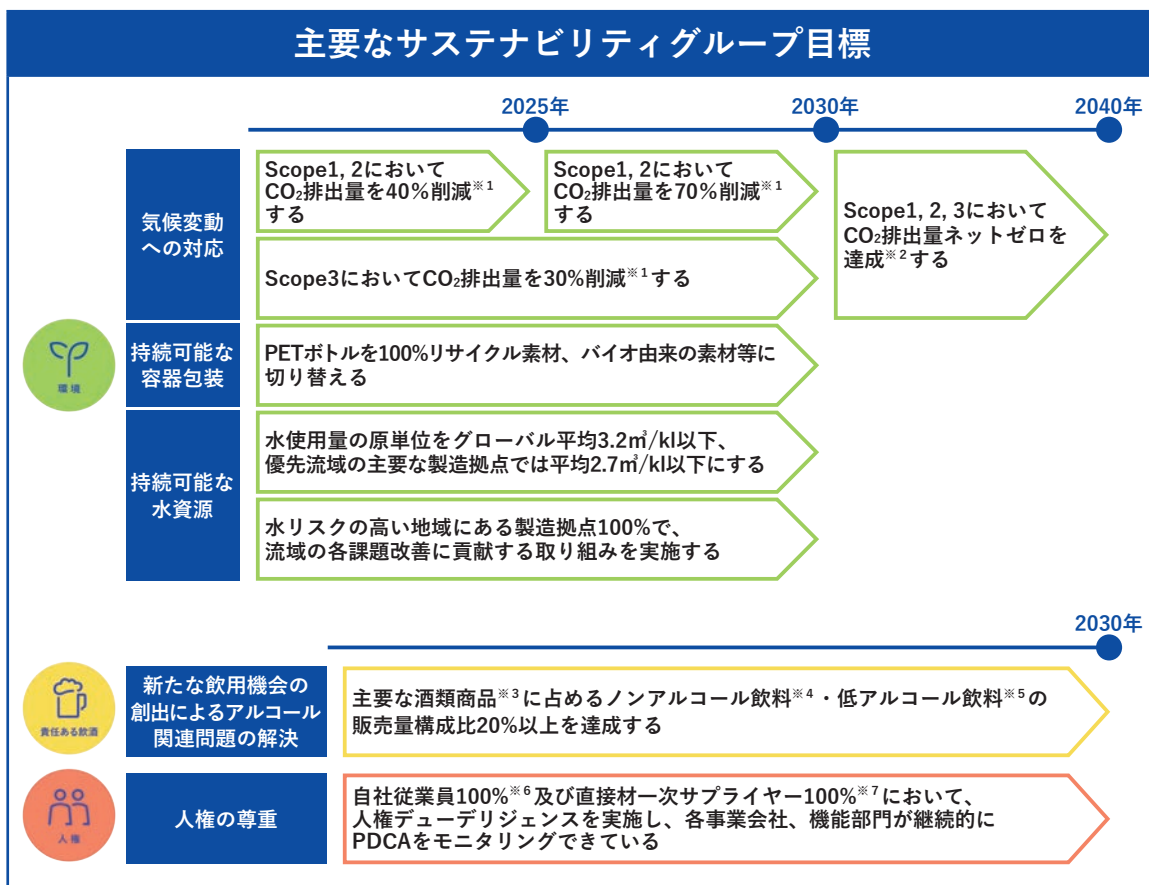 主要なサステナビリティグループ目標
2025年
2030年
2040年
気候変動
への対応
Scope1, 2において
CO₂排出量を40%削減※1
する
Scope1, 2において
CO₂排出量を70%削減※1
する
Scope3においてCO₂排出量を30%削減※1する
Scope1, 2, 3において
CO₂排出量ネットゼロを
達成※2する
環境
持続可能な
容器包装
PETボトルを100%リサイクル素材、バイオ由来の素材等に
切り替える
持続可能な
水資源
水使用量の原単位をグローバル平均3.2㎥/kl以下、
優先流域の主要な製造拠点では平均2.7㎥/kl以下にする
水リスクの高い地域にある製造拠点100%で、
流域の各課題改善に貢献する取り組みを実施する
2030年
責任ある飲酒
新たな飲用機会の
創出によるアルコール
関連問題の解決
主要な酒類商品※3に占めるノンアルコール飲料※4・低アルコール飲料※5の
販売量構成比20%以上を達成する
人権
人権の尊重
自社従業員100%※6及び直接材一次サプライヤー100%※7において、
人権デューデリジェンスを実施し、各事業会社、機能部門が継続的に
PDCAをモニタリングできている